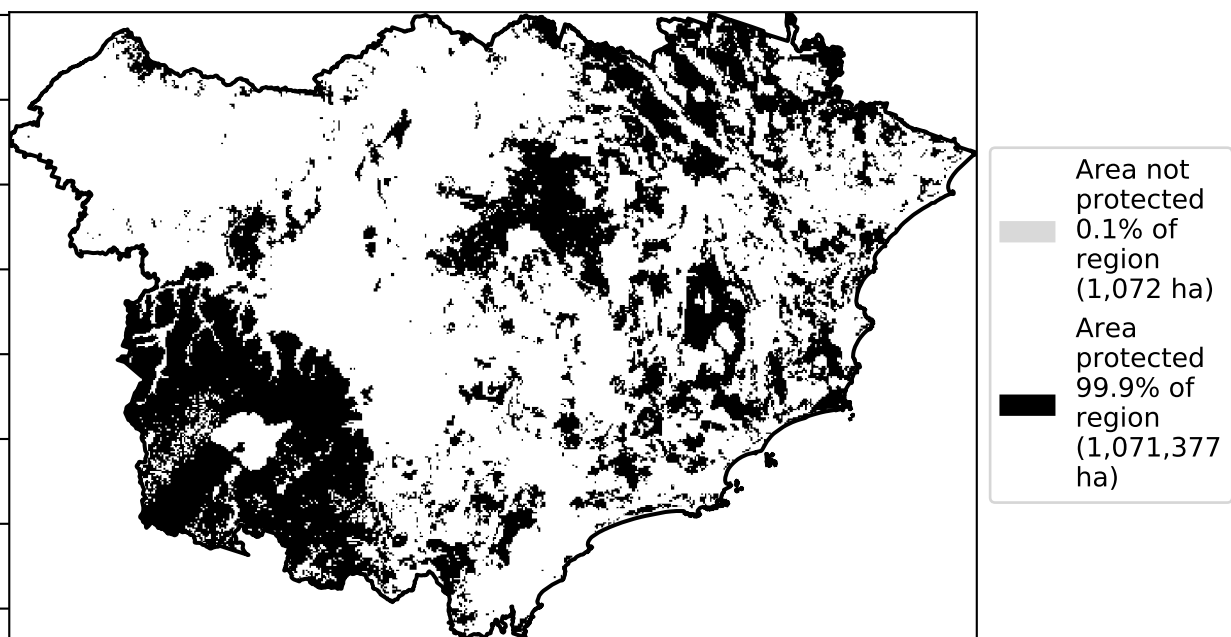 Area not
protected
0.1% of
region
(1,072 ha)
Area
protected
99.9% of
region
(1,071,377
ha)